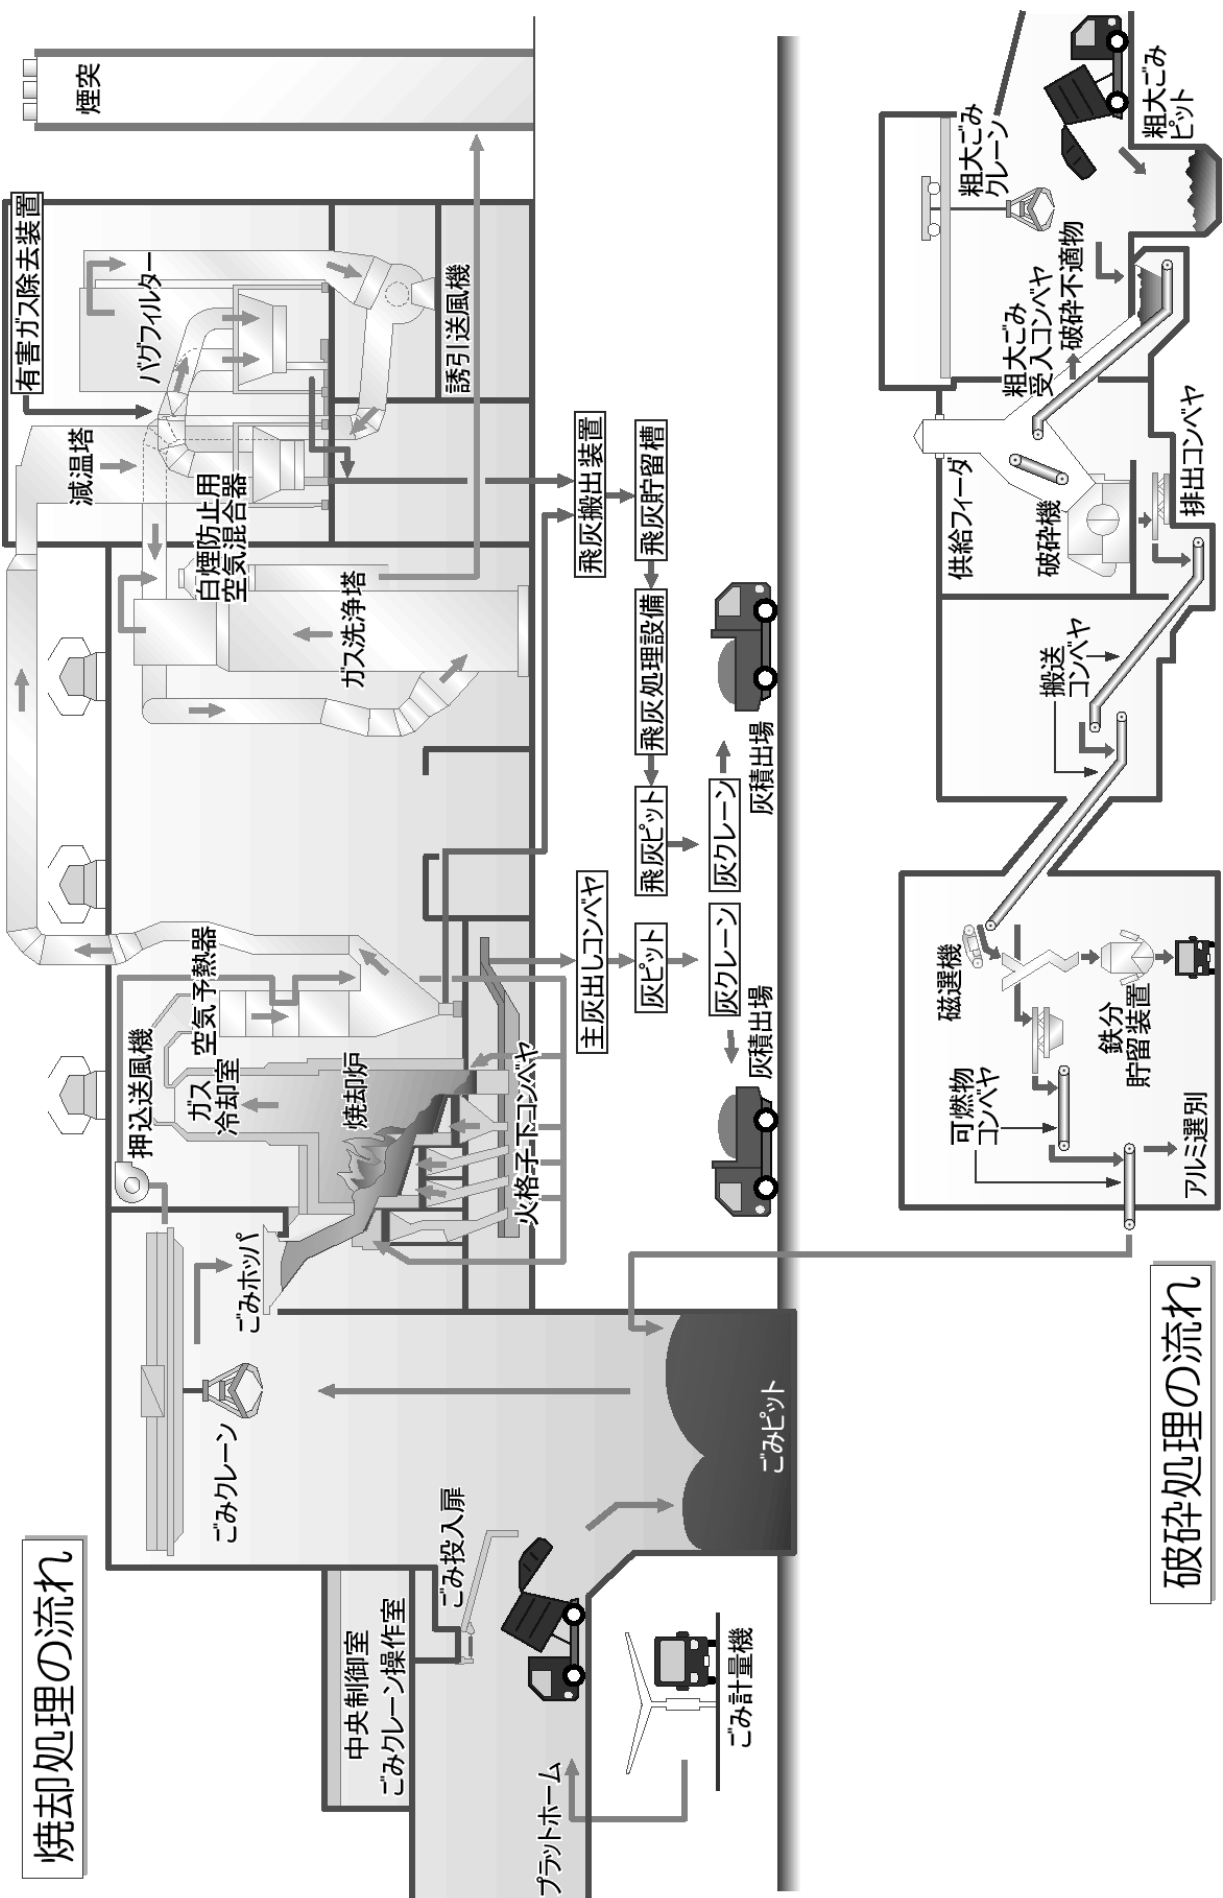 焼却処理の流れ
中央制御室
ごみクレーン操作室
プラットホーム
ごみ計量機
ごみ投入扉
ごみクレーン
ごみピット
ごみホッパ
押込送風機
ガス
冷却室
空気予熱器
焼却炉
火格子下コンベヤ
主灰出しコンベヤ
灰ピット
灰クレーン
灰積出場
減温塔
有害ガス除去装置
バグフィルター
白煙防止用
空気混合器
ガス洗浄塔
誘引送風機
煙突
飛灰搬出装置
飛灰貯留槽
飛灰処理設備
飛灰ピット
灰クレーン
灰積出場
破砕処理の流れ
粗大ごみ
ピット
粗大ごみ
クレーン
粗大ごみ
受入コンベヤ
破砕不適物
供給フィーダ
破砕機
排出コンベヤ
搬送
コンベヤ
磁選機
鉄分
貯留装置
可燃物
コンベヤ
アルミ選別